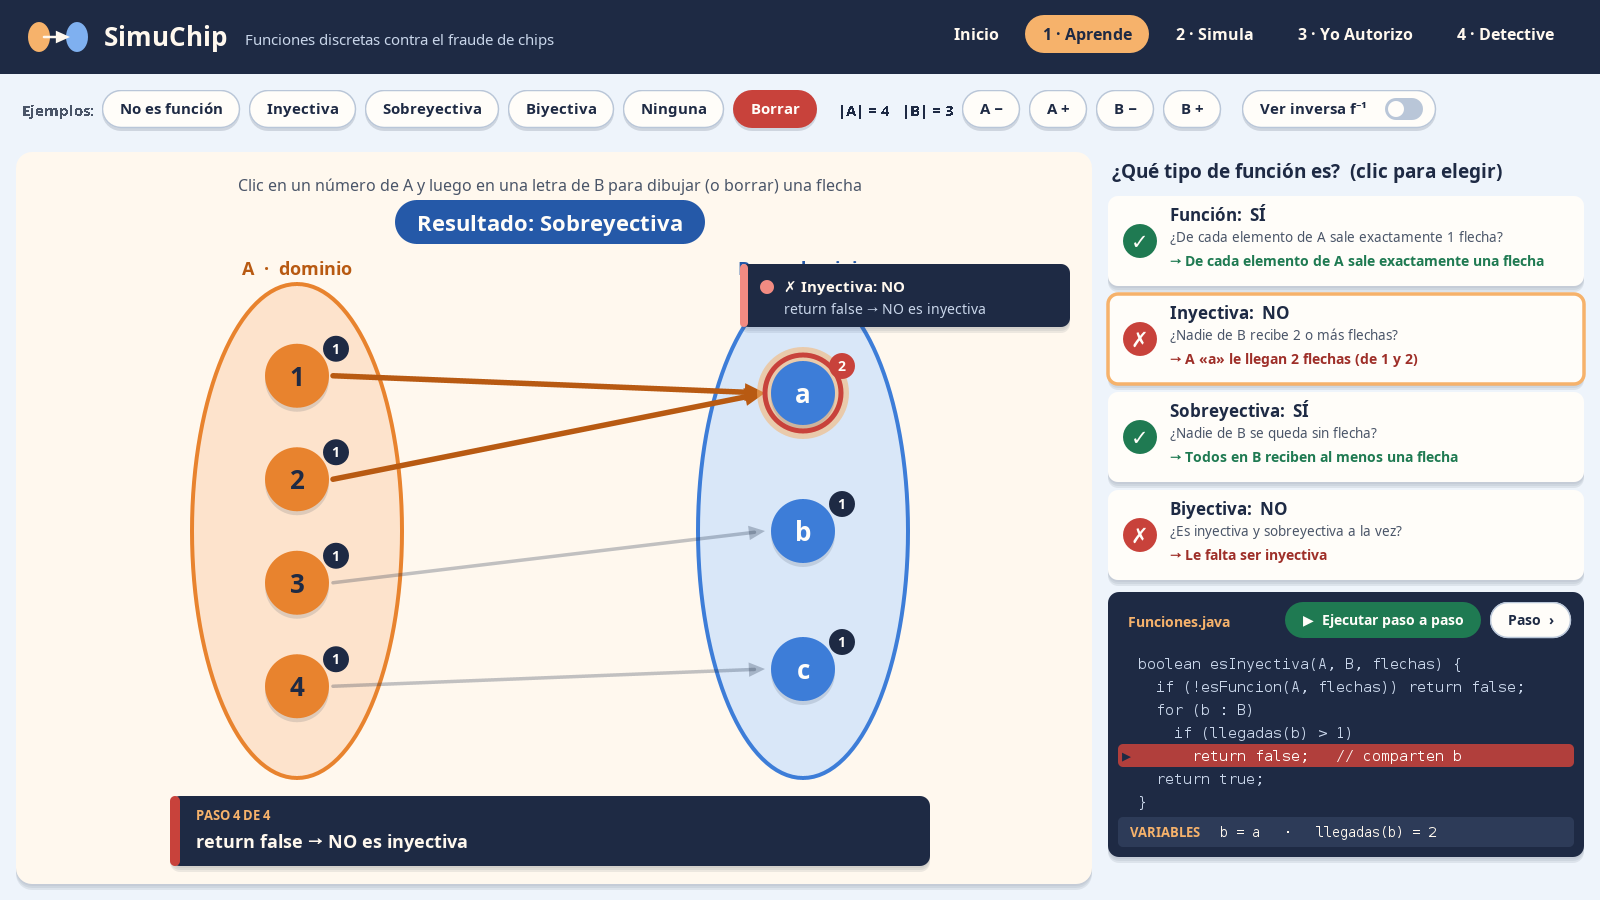 SimuChip
Funciones discretas contra el fraude de chips
Inicio
1 · Aprende
2 · Simula
3 · Yo Autorizo
4 · Detective
Ejemplos:
No es función
Inyectiva
Sobreyectiva
Biyectiva
Ninguna
Borrar
|A| = 4 |B| = 3
A −
A +
B −
B +
Ver inversa f⁻¹
Clic en un número de A y luego en una letra de B para dibujar (o borrar) una flecha
Resultado: Sobreyectiva
A · dominio
✗ Inyectiva: NO
return false → NO es inyectiva
1
1
2
1
3
1
4
1
a
2
b
1
c
1
PASO 4 DE 4
return false → NO es inyectiva
¿Qué tipo de función es? (clic para elegir)
✓
Función: SÍ
¿De cada elemento de A sale exactamente 1 flecha?
→ De cada elemento de A sale exactamente una flecha
✗
Inyectiva: NO
¿Nadie de B recibe 2 o más flechas?
→ A «a» le llegan 2 flechas (de 1 y 2)
✓
Sobreyectiva: SÍ
¿Nadie de B se queda sin flecha?
→ Todos en B reciben al menos una flecha
✗
Biyectiva: NO
¿Es inyectiva y sobreyectiva a la vez?
→ Le falta ser inyectiva
Funciones.java
▶ Ejecutar paso a paso
Paso ›
boolean esInyectiva(A, B, flechas) {
if (!esFuncion(A, flechas)) return false;
for (b : B)
if (llegadas(b) > 1)
▶ return false; // comparten b
return true;
}
VARIABLES b = a · llegadas(b) = 2